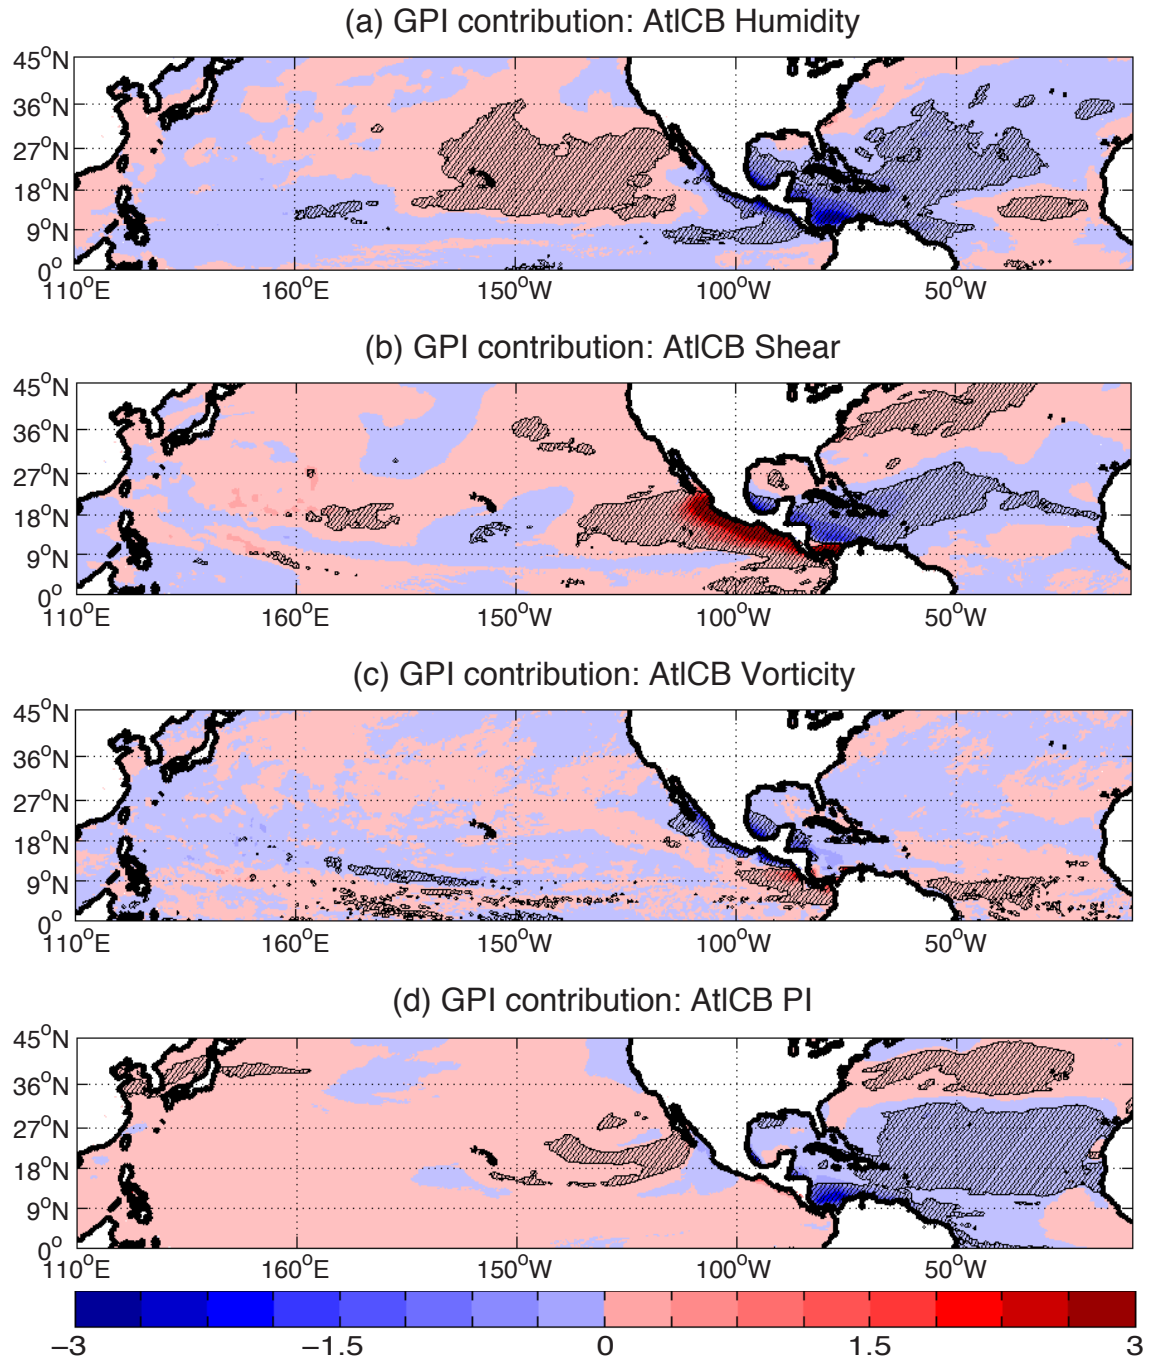 (a) GPI contribution: AtlCB Humidity
45°N
36°N
27°N
18°N
9°N
0°
110°E 160°E 150°W 100°W 50°W
(b) GPI contribution: AtlCB Shear
45°N
36°N
27°N
18°N
9°N
0°
110°E 160°E 150°W 100°W 50°W
(c) GPI contribution: AtlCB Vorticity
45°N
36°N
27°N
18°N
9°N
0°
110°E 160°E 150°W 100°W 50°W
(d) GPI contribution: AtlCB PI
45°N
36°N
27°N
18°N
9°N
0°
110°E 160°E 150°W 100°W 50°W
−3 −1.5 0 1.5 3